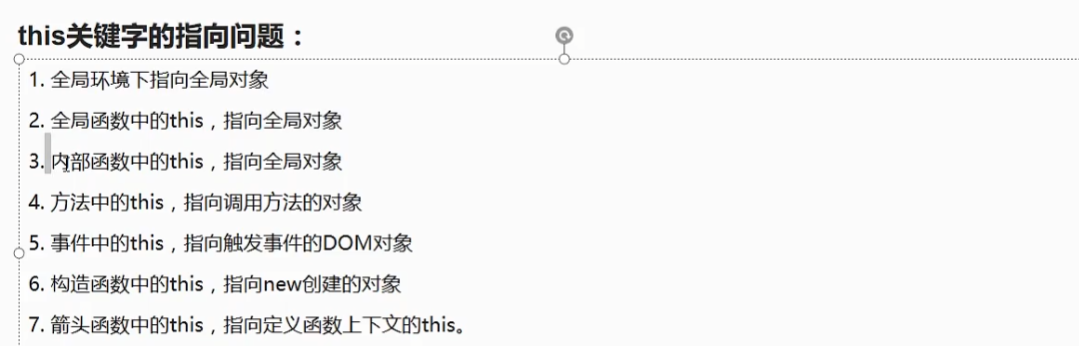 this关键字的指向问题：
1. 全局环境下指向全局对象
2. 全局函数中的this，指向全局对象
3. 内部函数中的this，指向全局对象
4. 方法中的this，指向调用方法的对象
5. 事件中的this，指向触发事件的DOM对象
6. 构造函数中的this，指向new创建的对象
7. 箭头函数中的this，指向定义函数上下文的this。